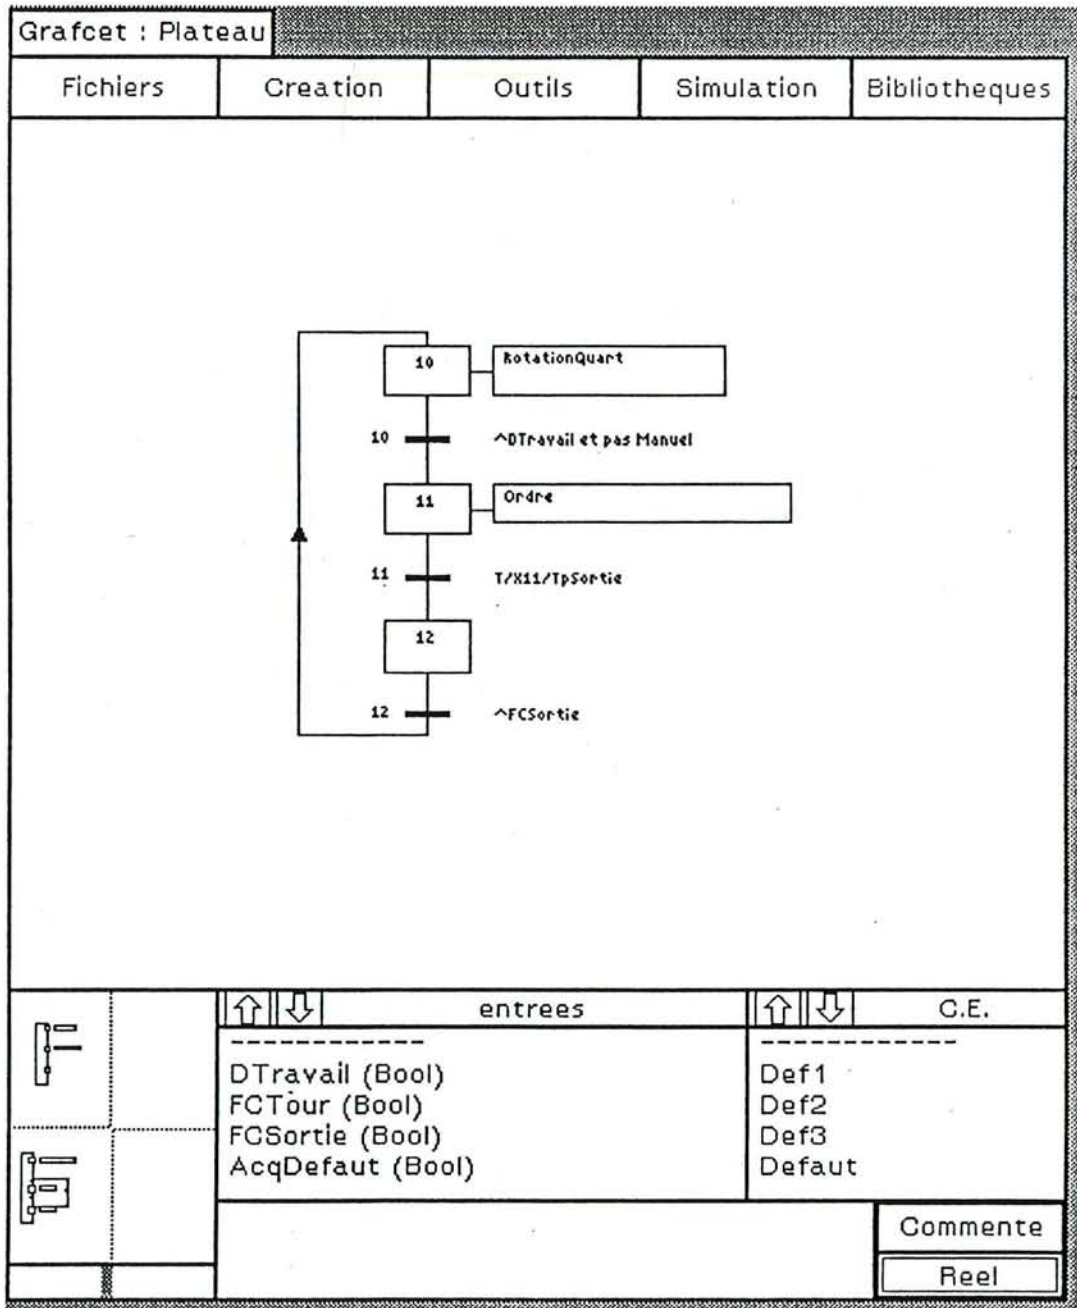 Grafcet : Plateau
Fichiers Creation Outils Simulation Bibliotheques
10 RotationQuart
10 ^DTravail et pas Manuel
11 Ordre
11 T/X11/TpSortie
12
12 ^FCSortie
entrees C.E.
------------ ------------
DTravail (Bool) Def1
FCTour (Bool) Def2
FCSortie (Bool) Def3
AcqDefaut (Bool) Defaut
Commente
Reel